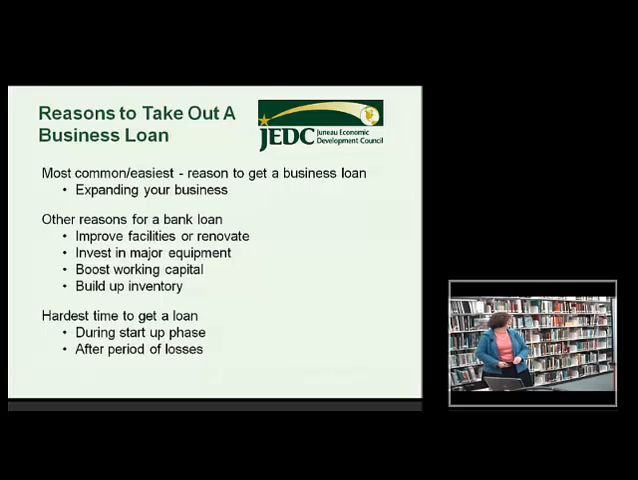 Reasons to Take Out A
Business Loan
JEDC Juneau Economic
Development Council
Most common/easiest - reason to get a business loan
• Expanding your business
Other reasons for a bank loan
• Improve facilities or renovate
• Invest in major equipment
• Boost working capital
• Build up inventory
Hardest time to get a loan
• During start up phase
• After period of losses